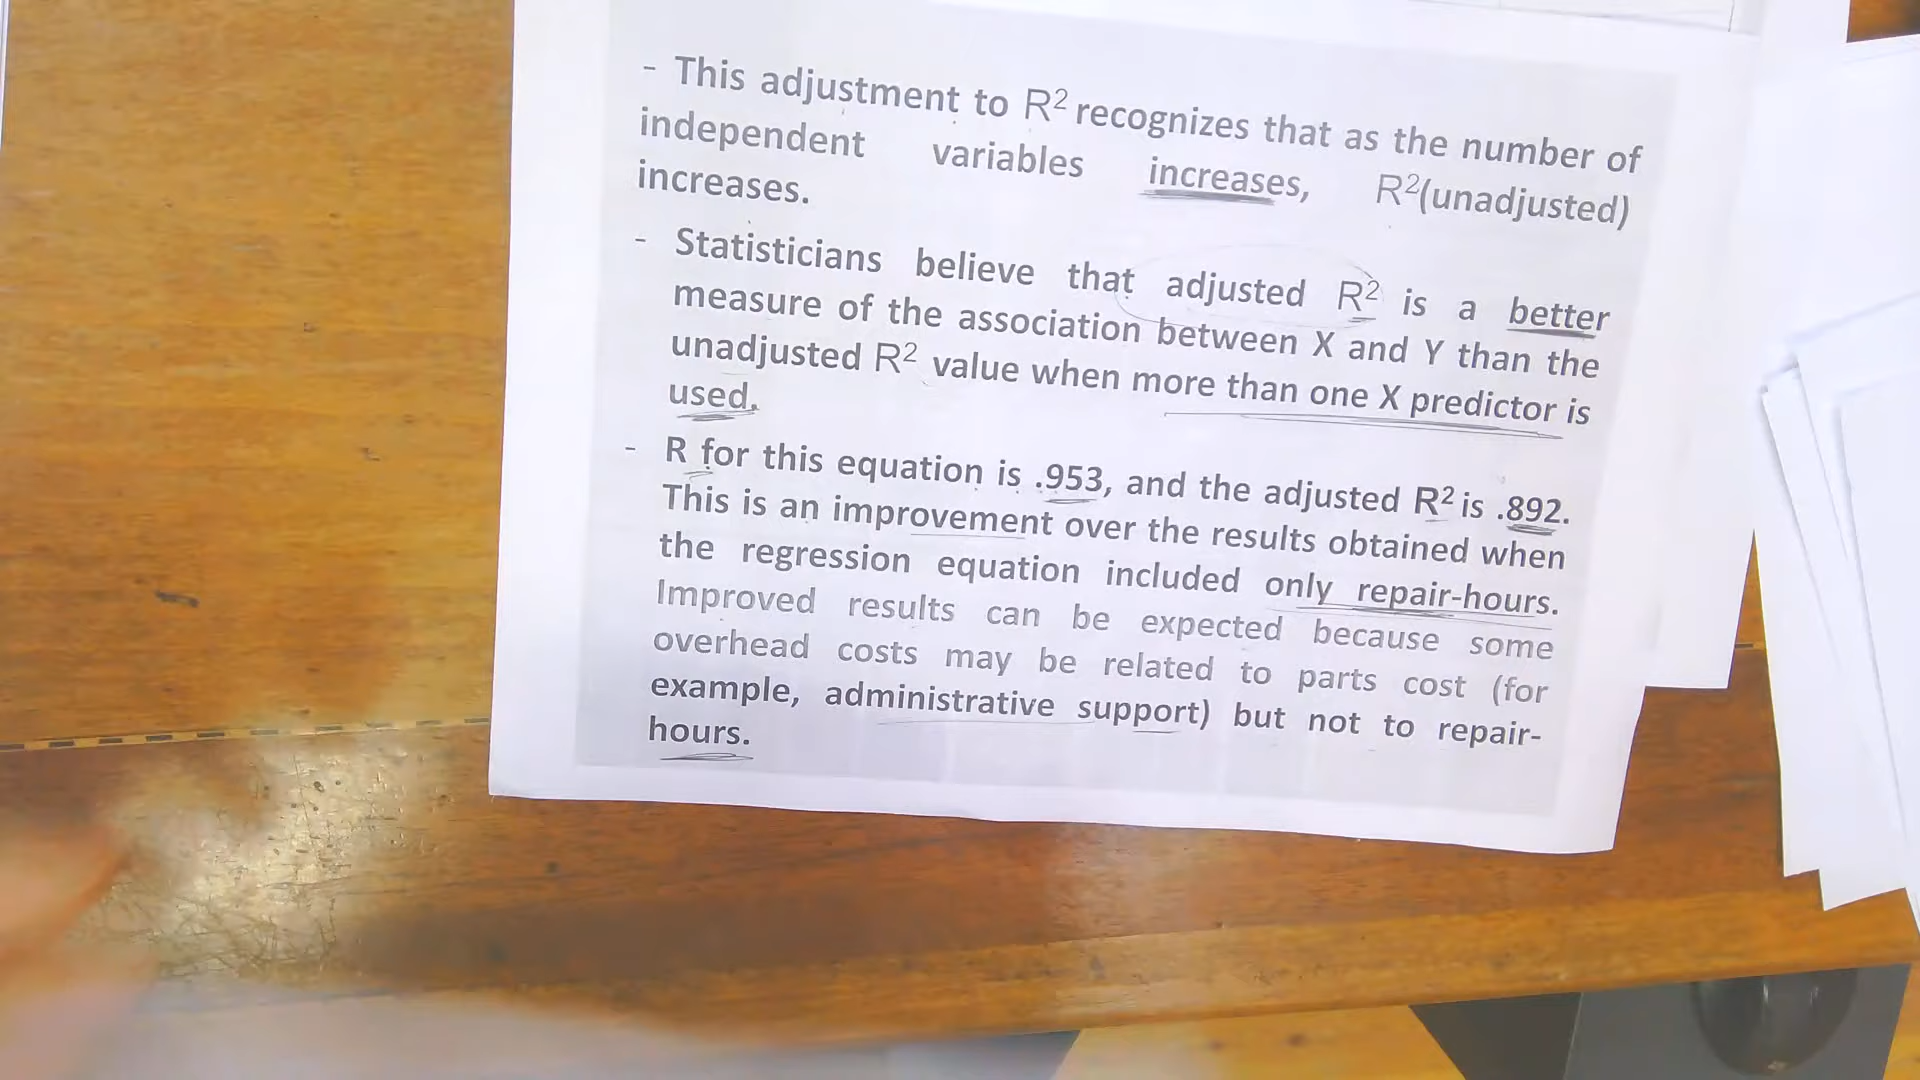 - This adjustment to R² recognizes that as the number of
independent variables increases, R²(unadjusted)
increases.
- Statisticians believe that adjusted R² is a better
measure of the association between X and Y than the
unadjusted R² value when more than one X predictor is
used.
- R for this equation is .953, and the adjusted R² is .892.
This is an improvement over the results obtained when
the regression equation included only repair-hours.
Improved results can be expected because some
overhead costs may be related to parts cost (for
example, administrative support) but not to repair-
hours.